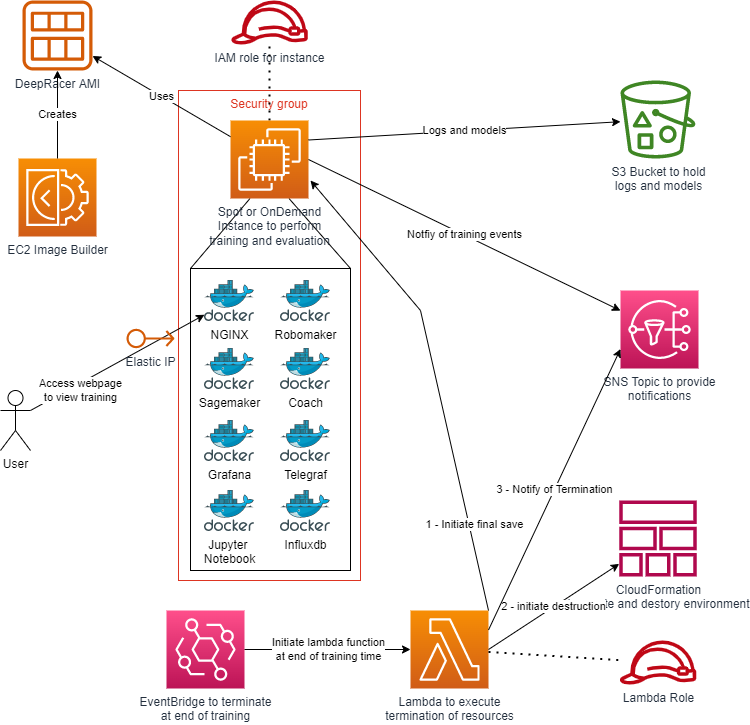 IAM role for instance
DeepRacer AMI
Uses
Security group
Creates
Logs and models
S3 Bucket to hold
logs and models
Spot or OnDemand
Instance to perform
training and evaluation
EC2 Image Builder
Notfiy of training events
docker
docker
NGINX
Robomaker
Elastic IP
SNS Topic to provide
notifications
Access webpage
to view training
docker
docker
Sagemaker
Coach
User
docker
docker
Grafana
Telegraf
3 - Notify of Termination
docker
docker
1 - Initiate final save
Jupyter
Notebook
Influxdb
CloudFormation
2 - initiate destruction
and destory environment
Initiate lambda function
at end of training time
EventBridge to terminate
at end of training
Lambda to execute
termination of resources
Lambda Role